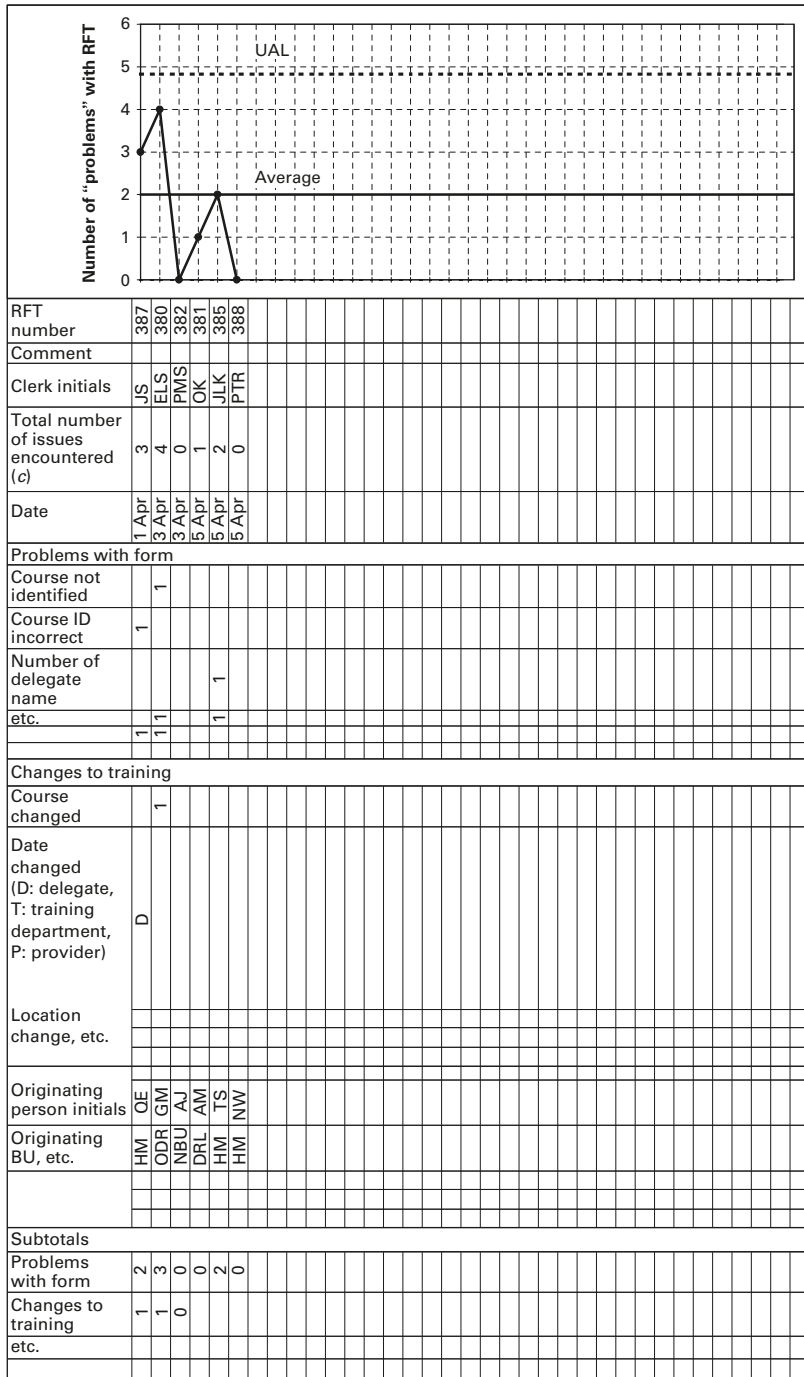 Number of “problems” with RFT
6
5
4
3
2
1
0
UAL
Average
RFT
number
387 380 382 381 385 388
Comment
Clerk initials
JS ELS PMS OK JLK PTR
Total number
of issues
encountered
(c)
3 4 0 1 2 0
Date
1 Apr 3 Apr 3 Apr 5 Apr 5 Apr 5 Apr
Problems with form
Course not
identified
1
Course ID
incorrect
1
Number of
delegate
name
1
etc.
1 1
1 1
Changes to training
Course
changed
1
Date
changed
(D: delegate,
T: training
department,
P: provider)
D
Location
change, etc.
Originating
person initials
QE GM AJ AM TS NW
Originating
BU, etc.
HM ODR NBU DRL HM HM
Subtotals
Problems
with form
2 3 0 0 2 0
Changes to
training
1 1 0
etc.